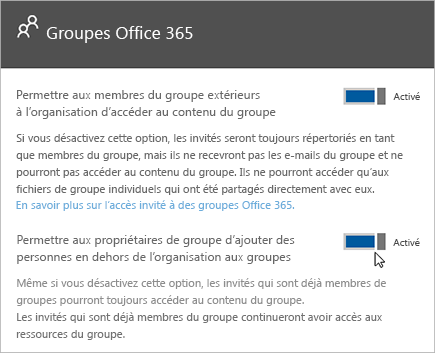 Groupes Office 365
Permettre aux membres du groupe extérieurs
à l'organisation d'accéder au contenu du groupe
Activé
Si vous désactivez cette option, les invités seront toujours répertoriés en tant
que membres du groupe, mais ils ne recevront pas les e-mails du groupe et ne
pourront pas accéder au contenu du groupe. Ils ne pourront accéder qu'aux
fichiers de groupe individuels qui ont été partagés directement avec eux.
En savoir plus sur l'accès invité à des groupes Office 365.
Permettre aux propriétaires de groupe d'ajouter des
personnes en dehors de l'organisation aux groupes
Activé
Même si vous désactivez cette option, les invités qui sont déjà membres de
groupes pourront toujours accéder au contenu du groupe.
Les invités qui sont déjà membres du groupe continueront avoir accès aux
ressources du groupe.